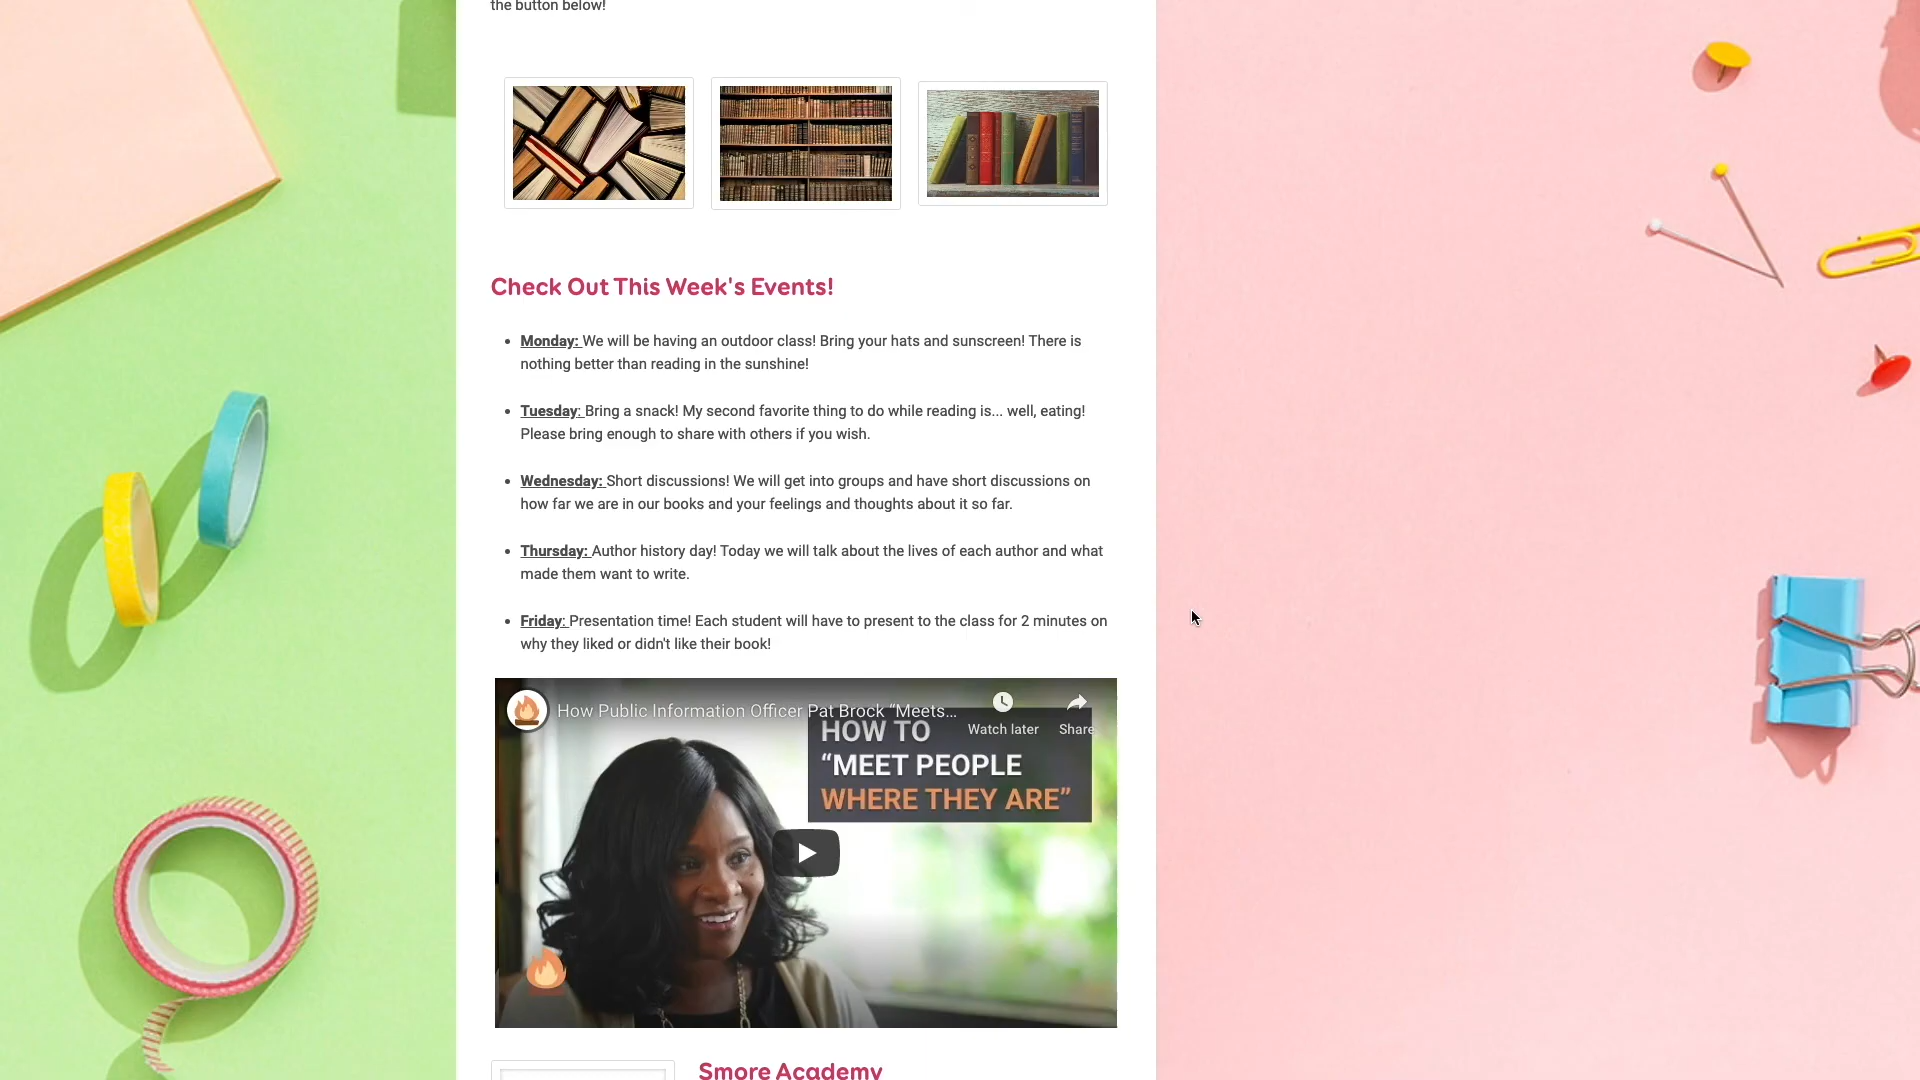 the button below!
Check Out This Week's Events!
• Monday: We will be having an outdoor class! Bring your hats and sunscreen! There is
nothing better than reading in the sunshine!
• Tuesday: Bring a snack! My second favorite thing to do while reading is... well, eating!
Please bring enough to share with others if you wish.
• Wednesday: Short discussions! We will get into groups and have short discussions on
how far we are in our books and your feelings and thoughts about it so far.
• Thursday: Author history day! Today we will talk about the lives of each author and what
made them want to write.
• Friday: Presentation time! Each student will have to present to the class for 2 minutes on
why they liked or didn't like their book!
How Public Information Officer Pat Brock “Meets...
Watch later
Share
HOW TO
“MEET PEOPLE
WHERE THEY ARE”
Smore Academy